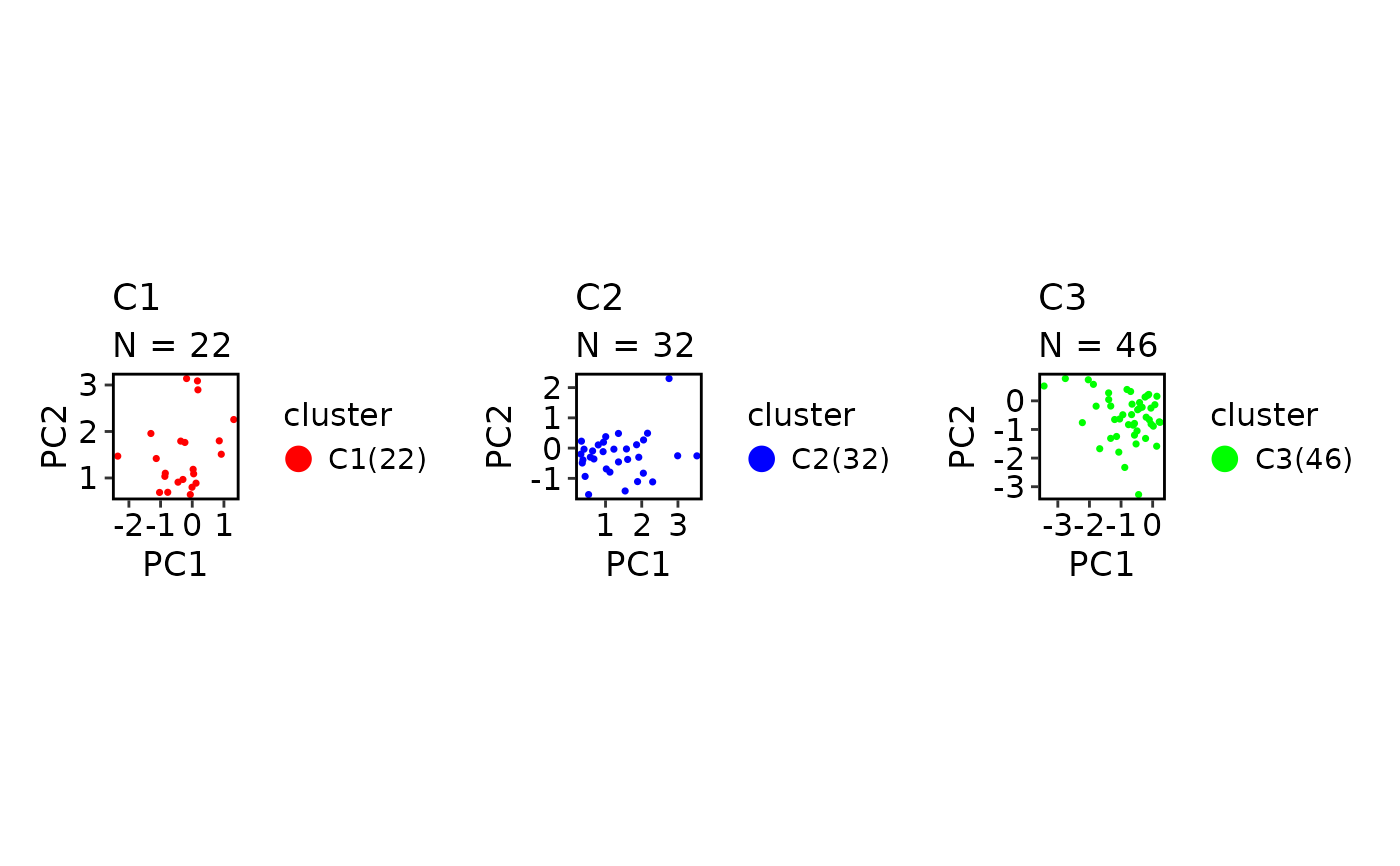 C1
N = 22
PC2
3
2
1
-2 -1 0 1
PC1
cluster
C1(22)
C2
N = 32
PC2
2
1
0
-1
1 2 3
PC1
cluster
C2(32)
C3
N = 46
PC2
0
-1
-2
-3
-3 -2 -1 0
PC1
cluster
C3(46)